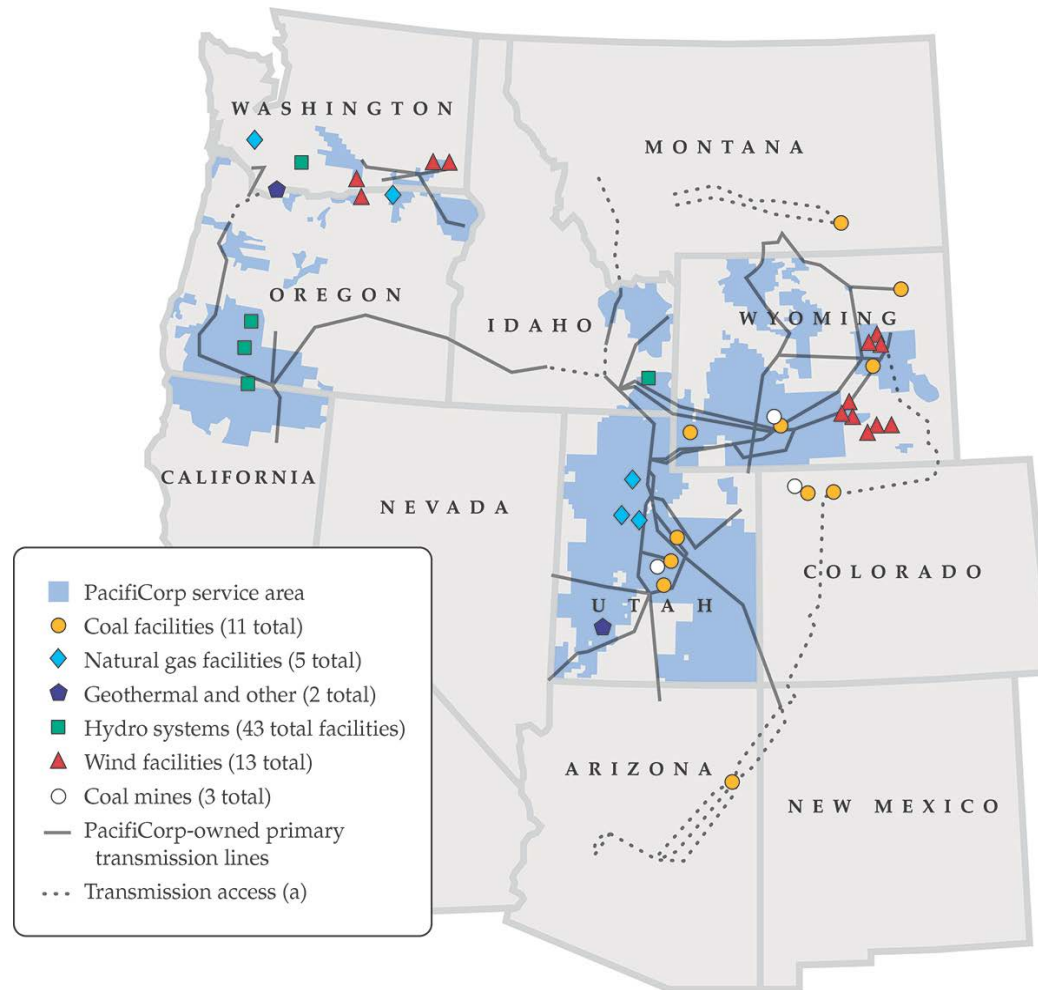 WASHINGTON
MONTANA
OREGON
IDAHO
WYOMING
CALIFORNIA
NEVADA
UTAH
COLORADO
ARIZONA
NEW MEXICO
PacifiCorp service area
Coal facilities (11 total)
Natural gas facilities (5 total)
Geothermal and other (2 total)
Hydro systems (43 total facilities)
Wind facilities (13 total)
Coal mines (3 total)
PacifiCorp-owned primary
transmission lines
Transmission access (a)